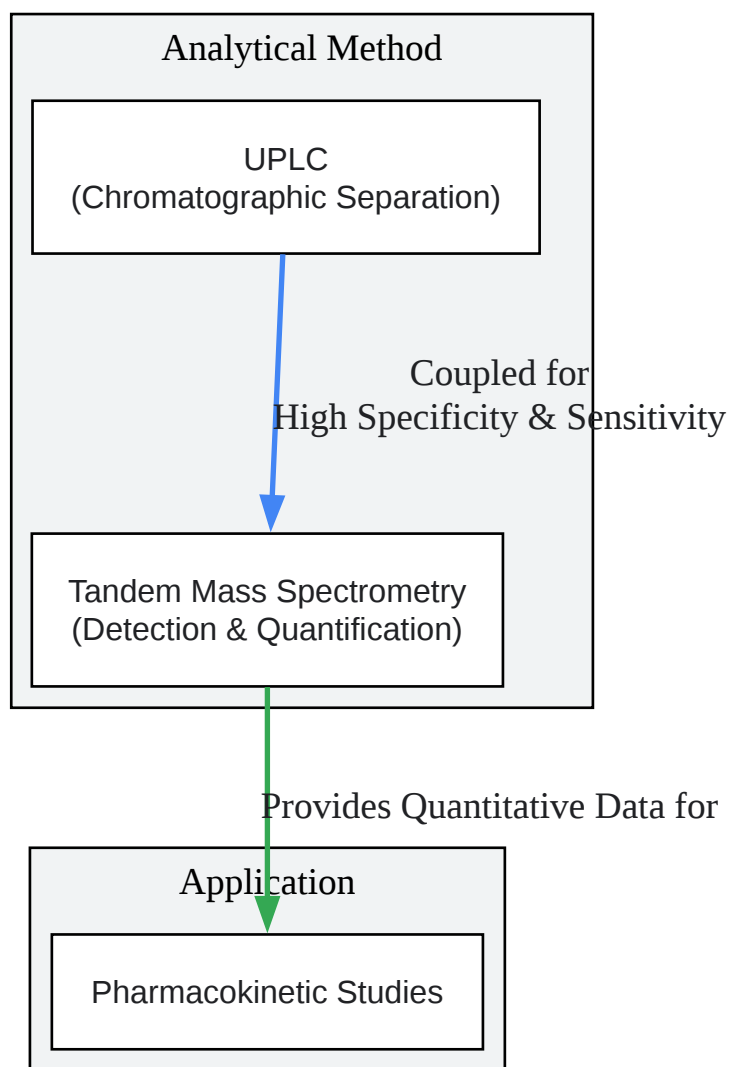 Analytical Method
UPLC
(Chromatographic Separation)
Coupled for
High Specificity & Sensitivity
Tandem Mass Spectrometry
(Detection & Quantification)
Provides Quantitative Data for
Application
Pharmacokinetic Studies